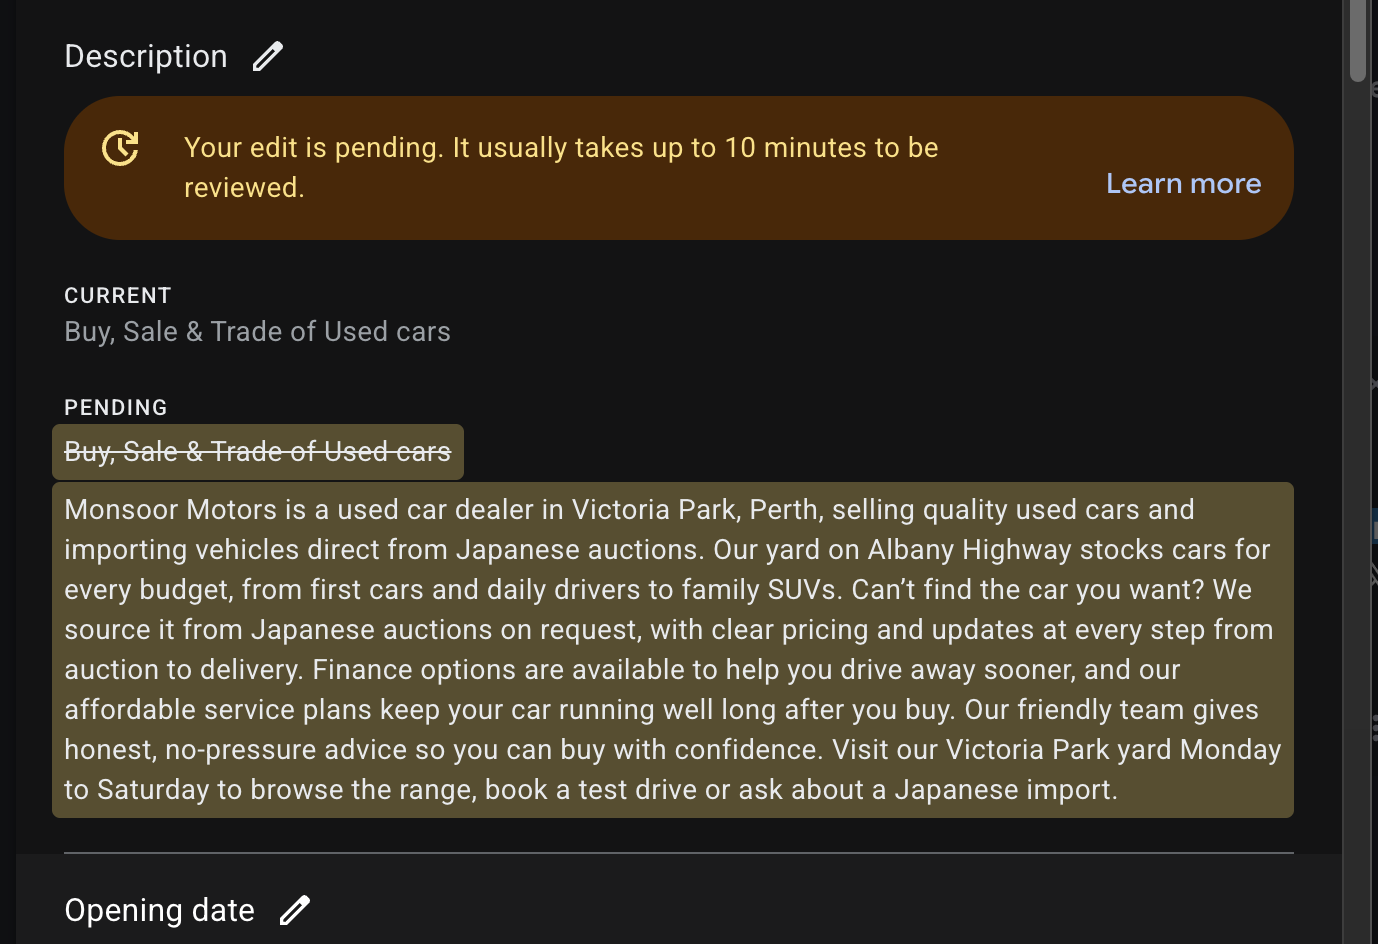 Description
Your edit is pending. It usually takes up to 10 minutes to be
reviewed.
Learn more
CURRENT
Buy, Sale & Trade of Used cars
PENDING
Buy, Sale & Trade of Used cars
Monsoor Motors is a used car dealer in Victoria Park, Perth, selling quality used cars and
importing vehicles direct from Japanese auctions. Our yard on Albany Highway stocks cars for
every budget, from first cars and daily drivers to family SUVs. Can’t find the car you want? We
source it from Japanese auctions on request, with clear pricing and updates at every step from
auction to delivery. Finance options are available to help you drive away sooner, and our
affordable service plans keep your car running well long after you buy. Our friendly team gives
honest, no-pressure advice so you can buy with confidence. Visit our Victoria Park yard Monday
to Saturday to browse the range, book a test drive or ask about a Japanese import.
Opening date